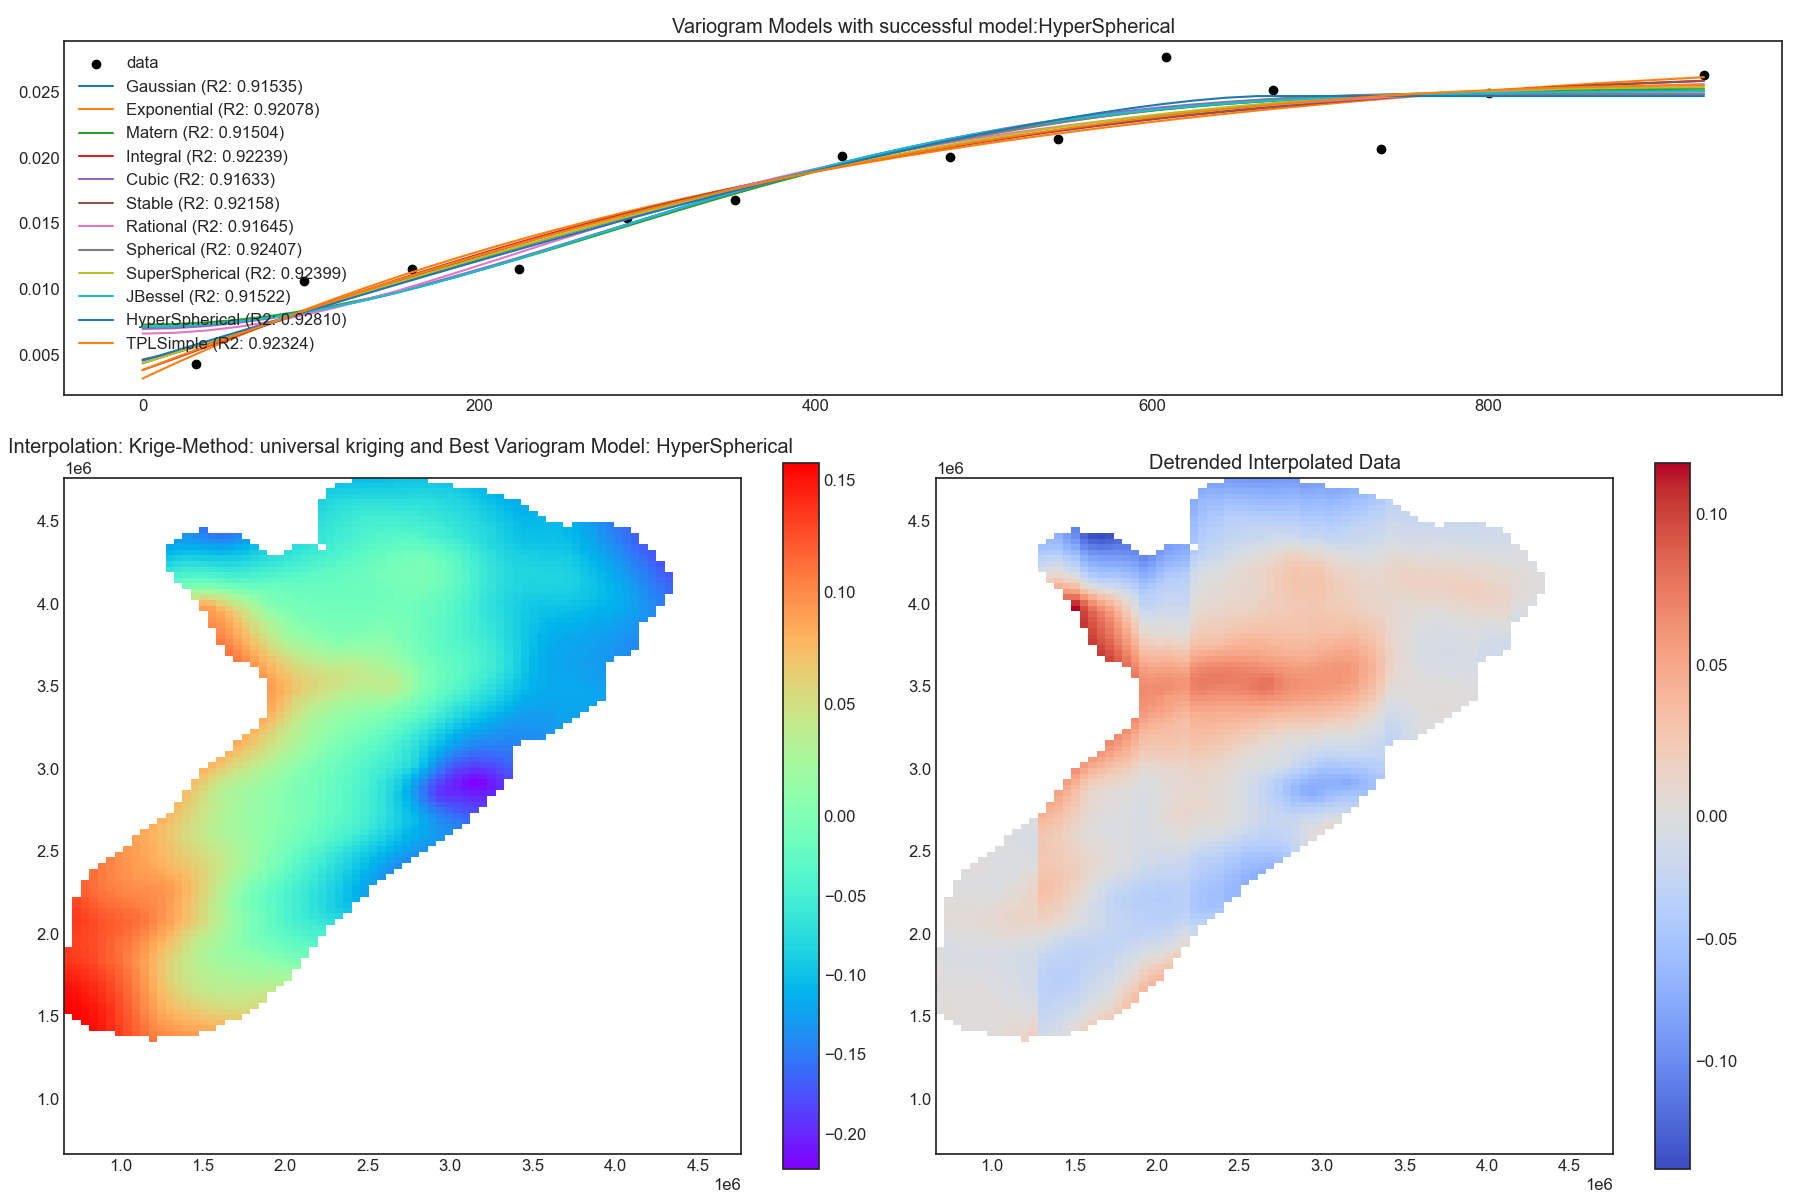 Variogram Models with successful model:HyperSpherical
data
Gaussian (R2: 0.91535)
Exponential (R2: 0.92078)
Matern (R2: 0.91504)
Integral (R2: 0.92239)
Cubic (R2: 0.91633)
Stable (R2: 0.92158)
Rational (R2: 0.91645)
Spherical (R2: 0.92407)
SuperSpherical (R2: 0.92399)
JBessel (R2: 0.91522)
HyperSpherical (R2: 0.92810)
TPLSimple (R2: 0.92324)
0.025
0.020
0.015
0.010
0.005
0 200 400 600 800
Interpolation: Krige-Method: universal kriging and Best Variogram Model: HyperSpherical
1e6
4.5
4.0
3.5
3.0
2.5
2.0
1.5
1.0
1.0 1.5 2.0 2.5 3.0 3.5 4.0 4.5
1e6
0.15
0.10
0.05
0.00
−0.05
−0.10
−0.15
−0.20
Detrended Interpolated Data
1e6
4.5
4.0
3.5
3.0
2.5
2.0
1.5
1.0
1.0 1.5 2.0 2.5 3.0 3.5 4.0 4.5
1e6
0.10
0.05
0.00
−0.05
−0.10